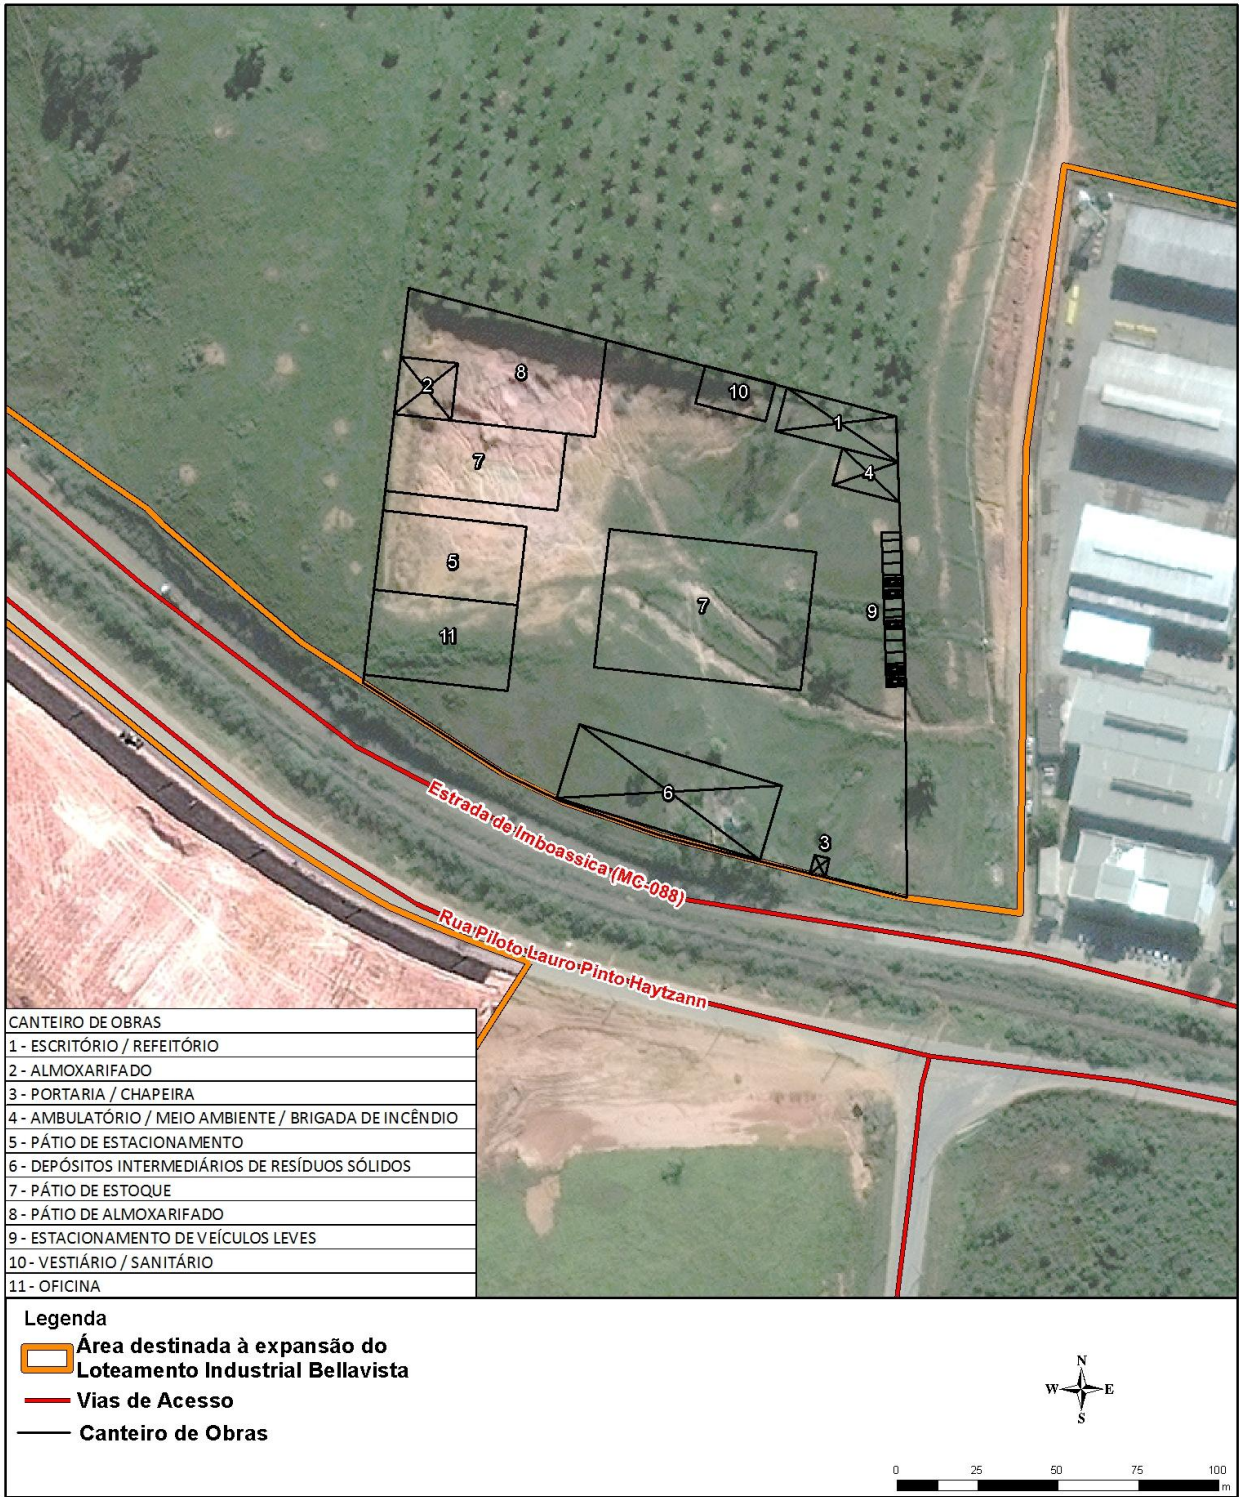 2
8
10
1
7
4
5
7
9
11
6
3
Estrada de Imboassica (MC-088)
Rua Piloto Lauro Pinto Haytzann
CANTEIRO DE OBRAS
1 - ESCRITÓRIO / REFEITÓRIO
2 - ALMOXARIFADO
3 - PORTARIA / CHAPEIRA
4 - AMBULATÓRIO / MEIO AMBIENTE / BRIGADA DE INCÊNDIO
5 - PÁTIO DE ESTACIONAMENTO
6 - DEPÓSITOS INTERMEDIÁRIOS DE RESÍDUOS SÓLIDOS
7 - PÁTIO DE ESTOQUE
8 - PÁTIO DE ALMOXARIFADO
9 - ESTACIONAMENTO DE VEÍCULOS LEVES
10 - VESTIÁRIO / SANITÁRIO
11 - OFICINA
Legenda
Área destinada à expansão do
Loteamento Industrial Bellavista
Vias de Acesso
Canteiro de Obras
N
W E
S
0 25 50 75 100
m